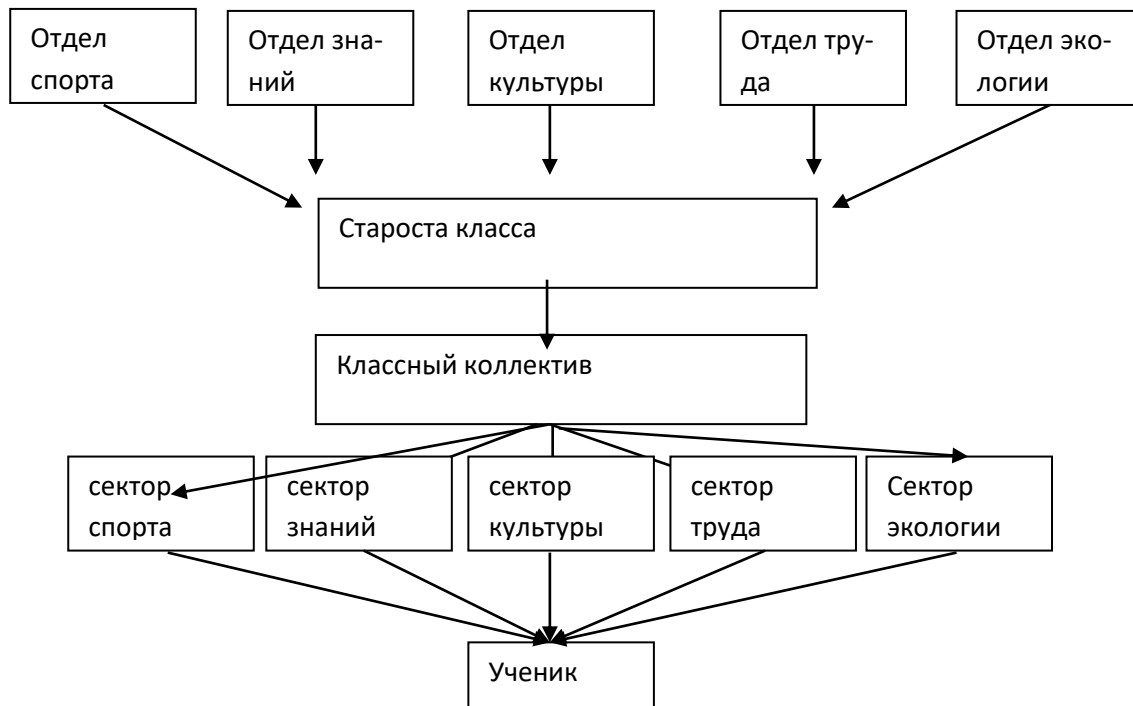 Отдел
спорта
Отдел зна-
ний
Отдел
культуры
Отдел тру-
да
Отдел эко-
логии
Староста класса
Классный коллектив
сектор
спорта
сектор
знаний
сектор
культуры
сектор
труда
Сектор
экологии
Ученик